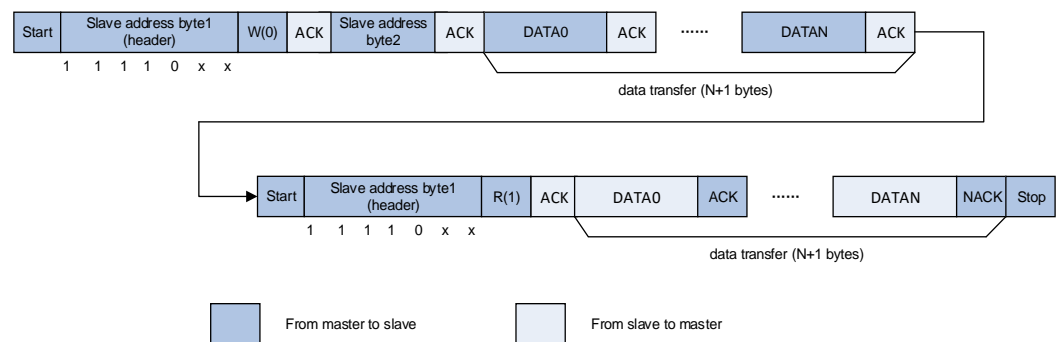 Start Slave address byte1 (header) W(0) ACK Slave address byte2 ACK DATA0 ACK ...... DATAN ACK
1 1 1 1 0 x x
data transfer (N+1 bytes)
Start Slave address byte1 (header) R(1) ACK DATA0 ACK ...... DATAN NACK Stop
1 1 1 1 0 x x
data transfer (N+1 bytes)
From master to slave From slave to master